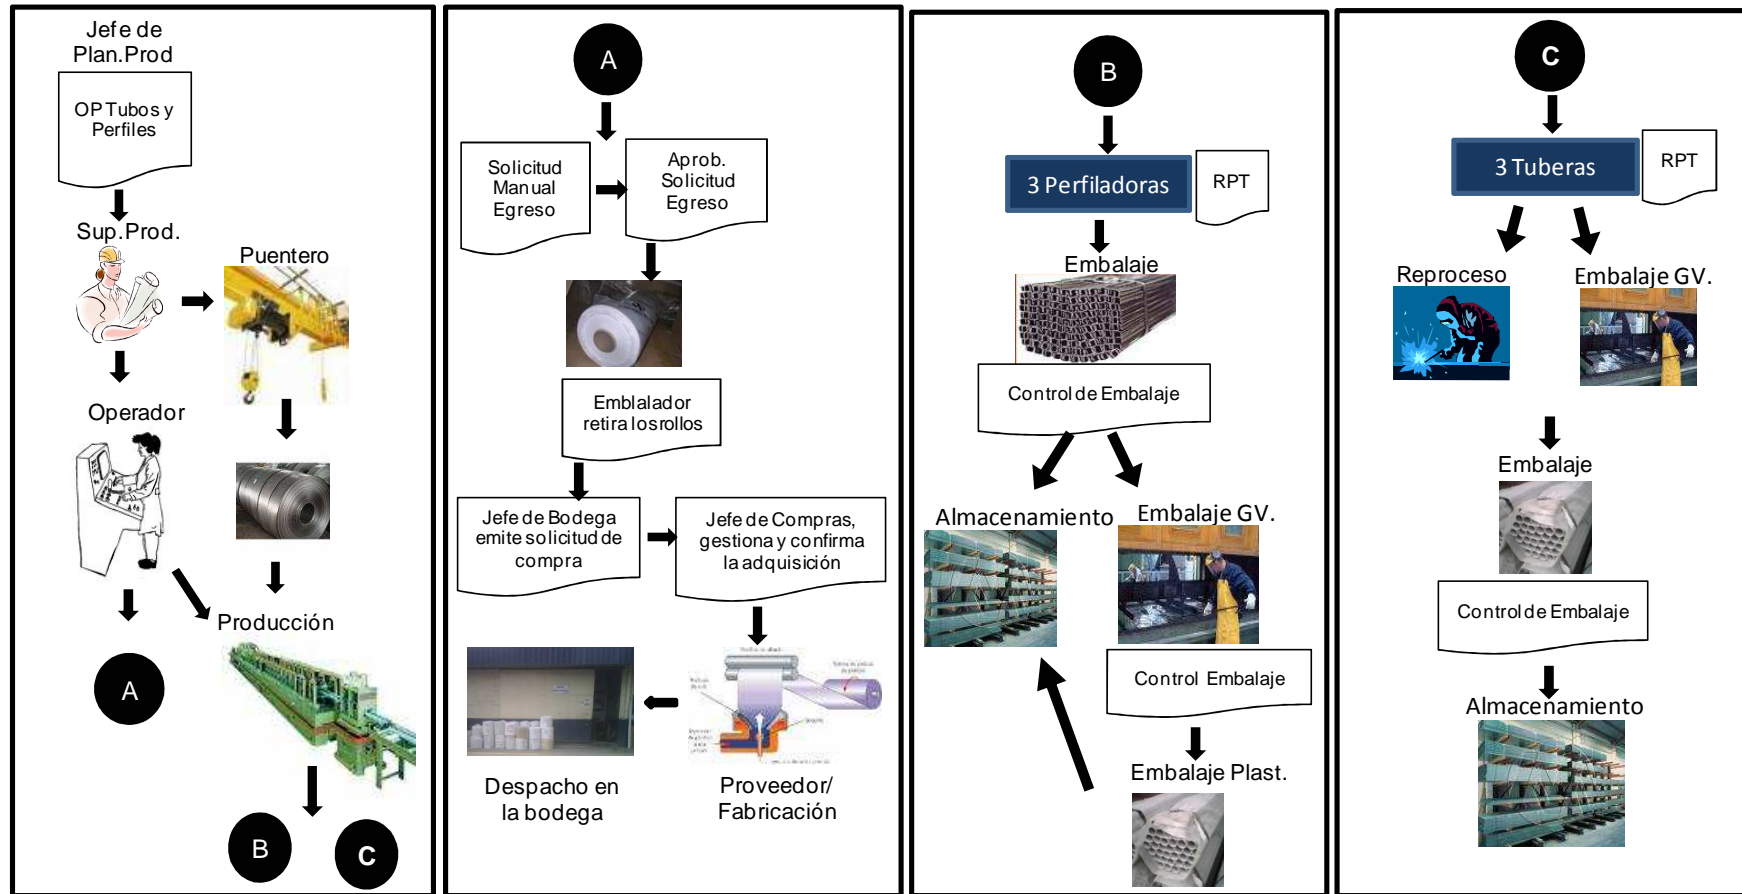 Jefe de
Plan.Prod
OP Tubos y
Perfiles
Sup.Prod.
Puentero
Operador
Producción
A
B
C
A
Solicitud
Manual
Egreso
Aprob.
Solicitud
Egreso
Emblalador
retira los rollos
Jefe de Bodega
emite solicitud de
compra
Jefe de Compras,
gestiona y confirma
la adquisición
Despacho en
la bodega
Proveedor/
Fabricación
B
3 Perfiladoras
RPT
Embalaje
Control de Embalaje
Almacenamiento
Embalaje GV.
Control Embalaje
Embalaje Plast.
C
3 Tuberas
RPT
Reproceso
Embalaje GV.
Embalaje
Control de Embalaje
Almacenamiento